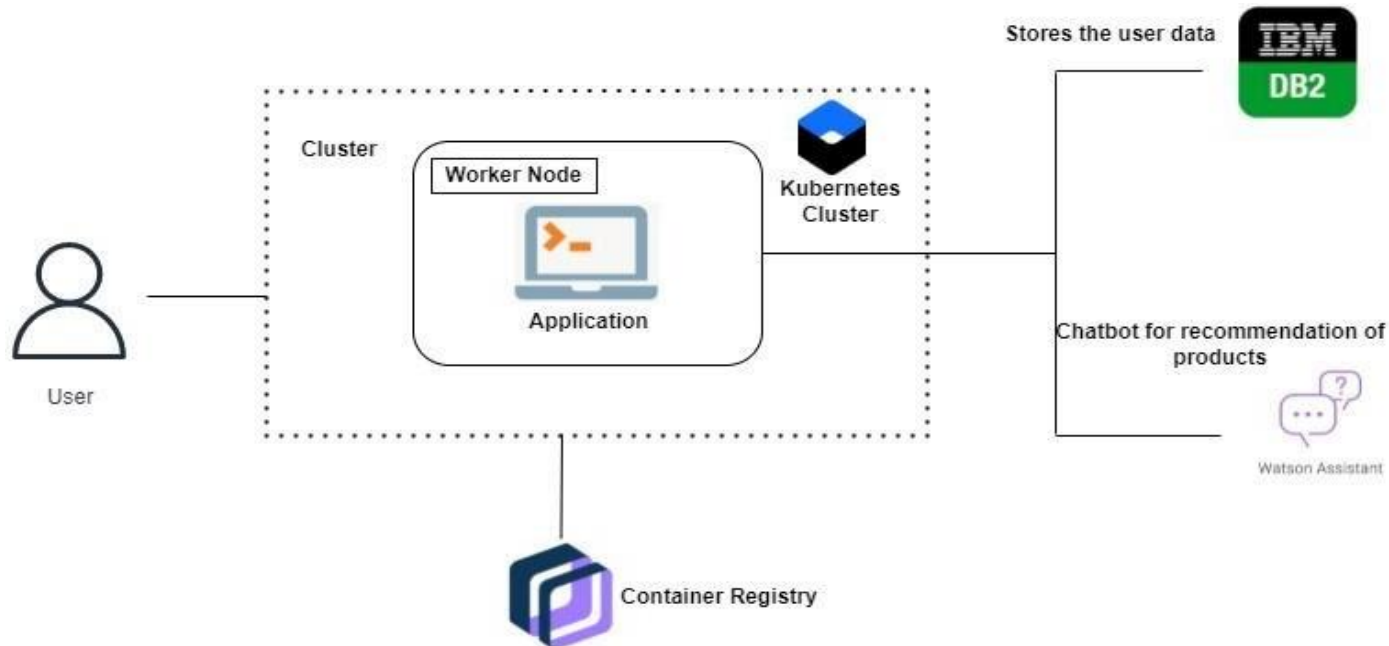 Stores the user data
IBM
DB2
Cluster
Worker Node
Kubernetes
Cluster
Application
User
Chatbot for recommendation of
products
?
Watson Assistant
Container Registry